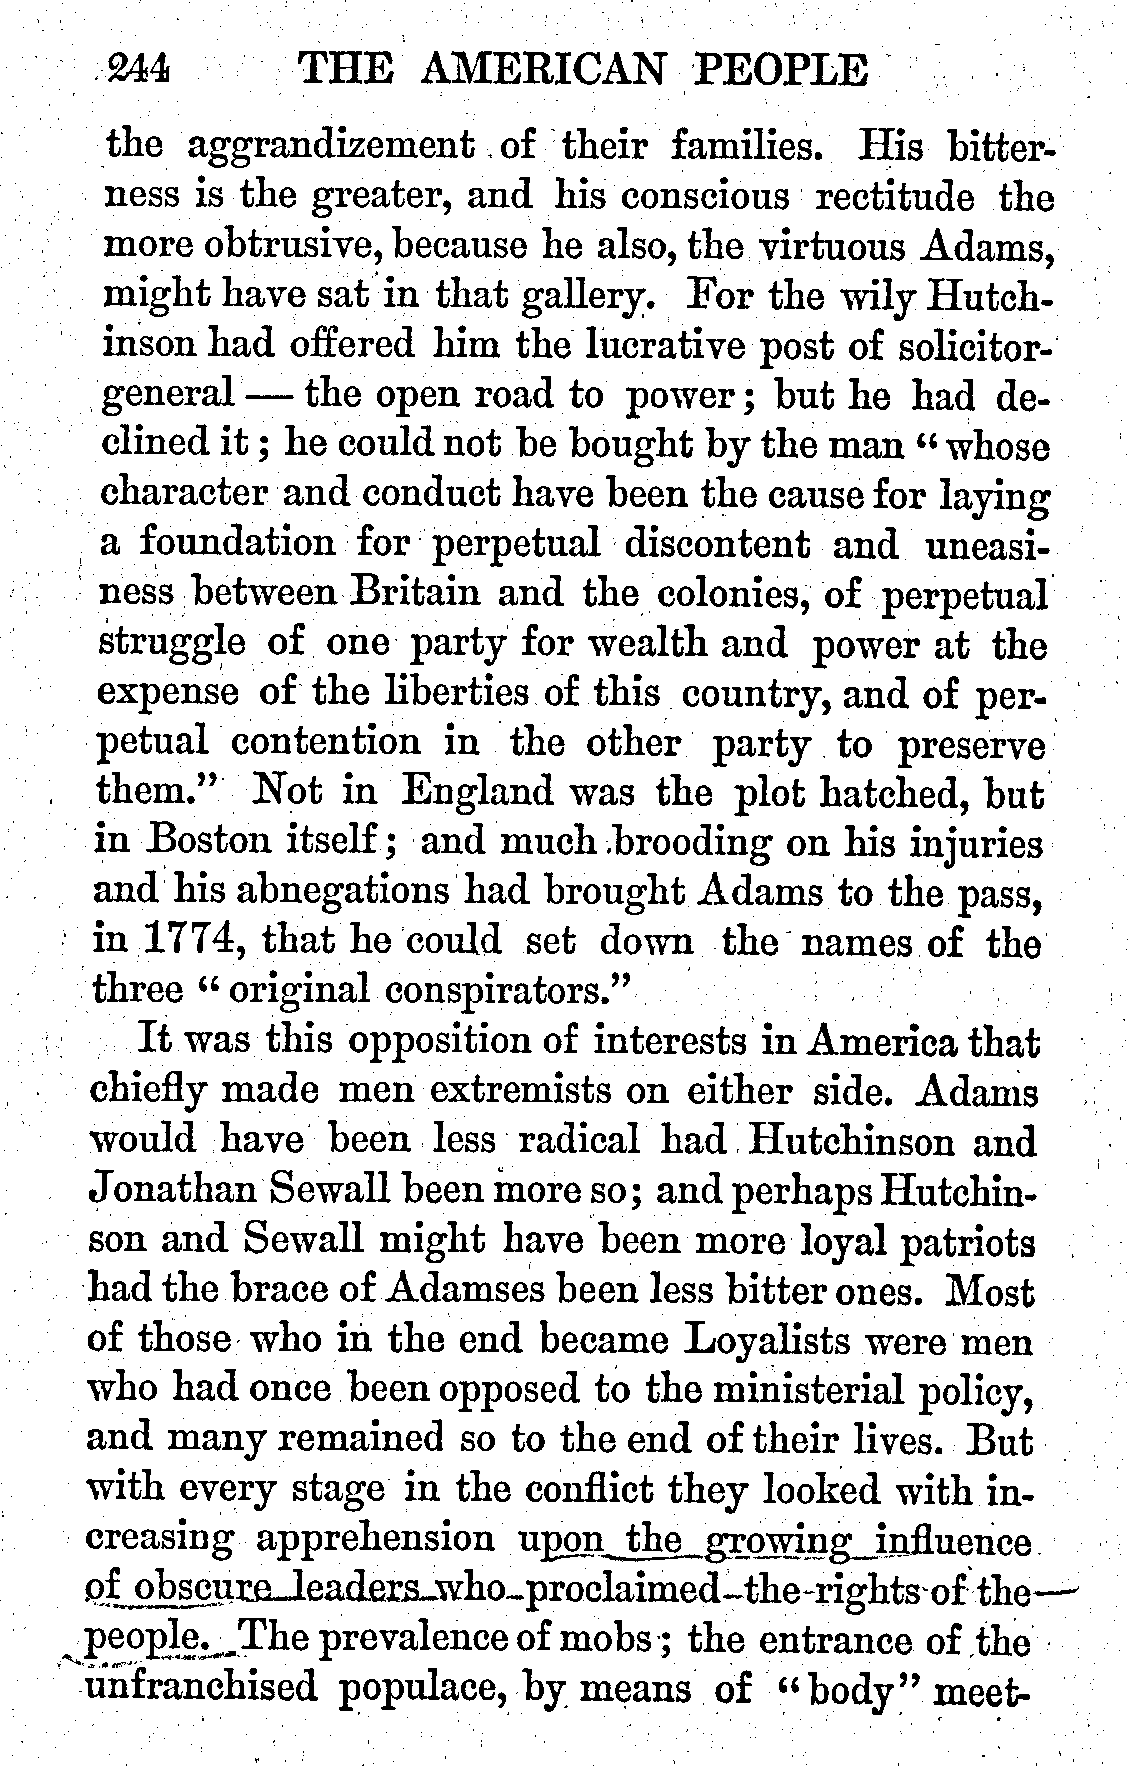 244 THE AMERICAN PEOPLE
the aggrandizement of their families. His bitter-
ness is the greater, and his conscious rectitude the
more obtrusive, because he also, the virtuous Adams,
might have sat in that gallery. For the wily Hutch-
inson had offered him the lucrative post of solicitor-
general — the open road to power; but he had de-
clined it; he could not be bought by the man "whose
character and conduct have been the cause for laying
a foundation for perpetual discontent and uneasi-
ness between Britain and the colonies, of perpetual
struggle of one party for wealth and power at the
expense of the liberties of this country, and of per-
petual contention in the other party to preserve
them." Not in England was the plot hatched, but
in Boston itself; and much brooding on his injuries
and his abnegations had brought Adams to the pass,
in 1774, that he could set down the names of the
three "original conspirators."
It was this opposition of interests in America that
chiefly made men extremists on either side. Adams
would have been less radical had Hutchinson and
Jonathan Sewall been more so; and perhaps Hutchin-
son and Sewall might have been more loyal patriots
had the brace of Adamses been less bitter ones. Most
of those who in the end became Loyalists were men
who had once been opposed to the ministerial policy,
and many remained so to the end of their lives. But
with every stage in the conflict they looked with in-
creasing apprehension upon the growing influence
of obscure leaders who proclaimed the rights of the
people. The prevalence of mobs; the entrance of the
unfranchised populace, by means of "body" meet-